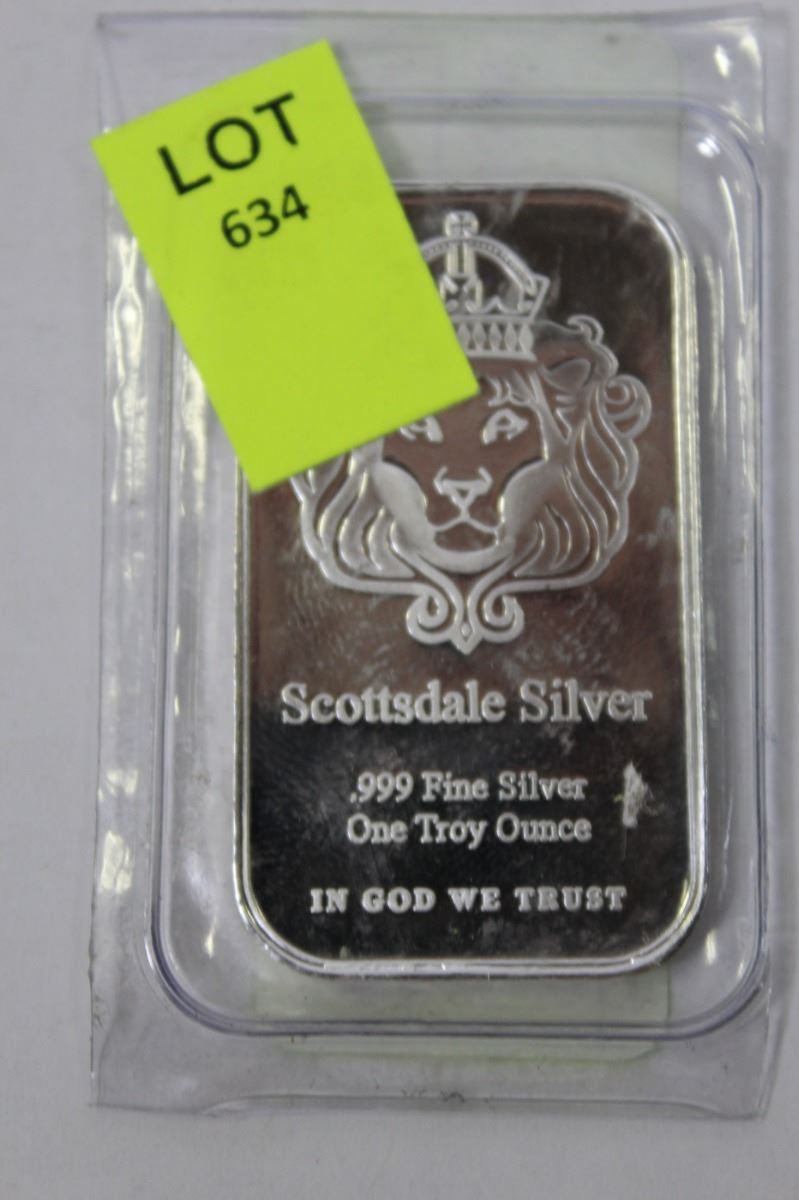 LOT
634
Scottsdale Silver
.999 Fine Silver
One Troy Ounce
IN GOD WE TRUST